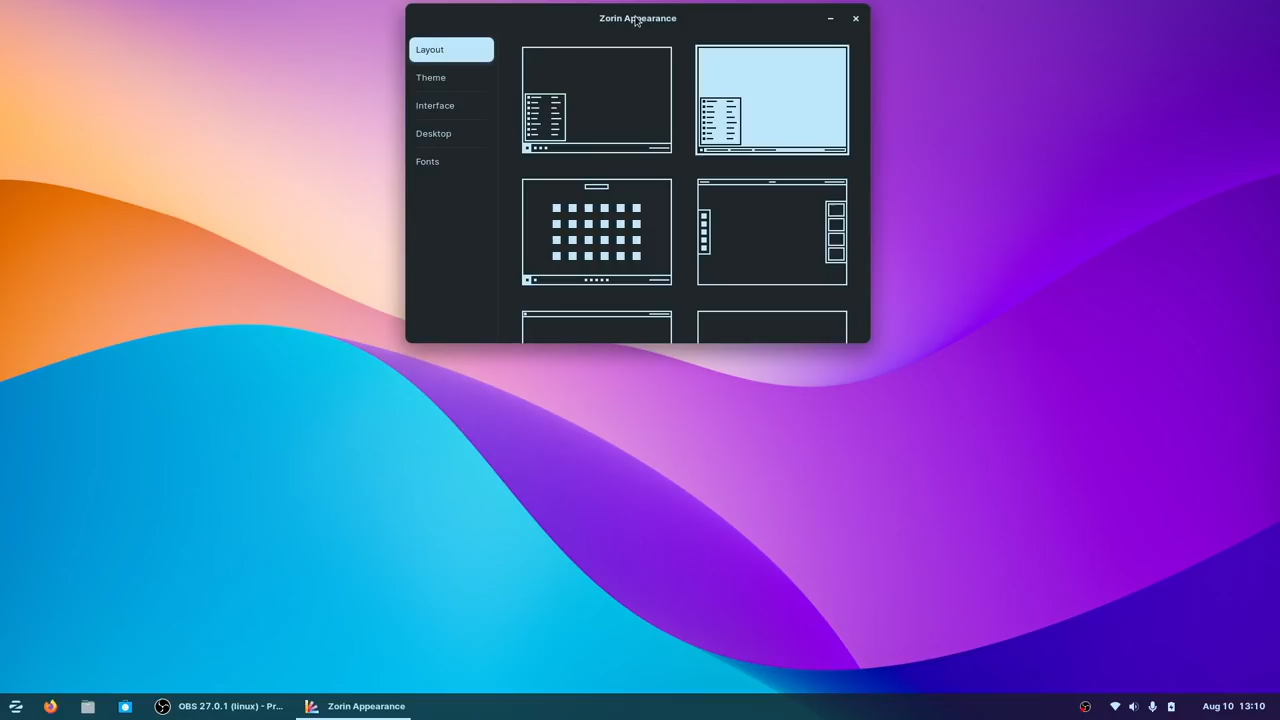 Zorin Appearance
Layout
Theme
Interface
Desktop
Fonts
OBS 27.0.1 (linux) - Pr...
Zorin Appearance
Aug 10 13:10